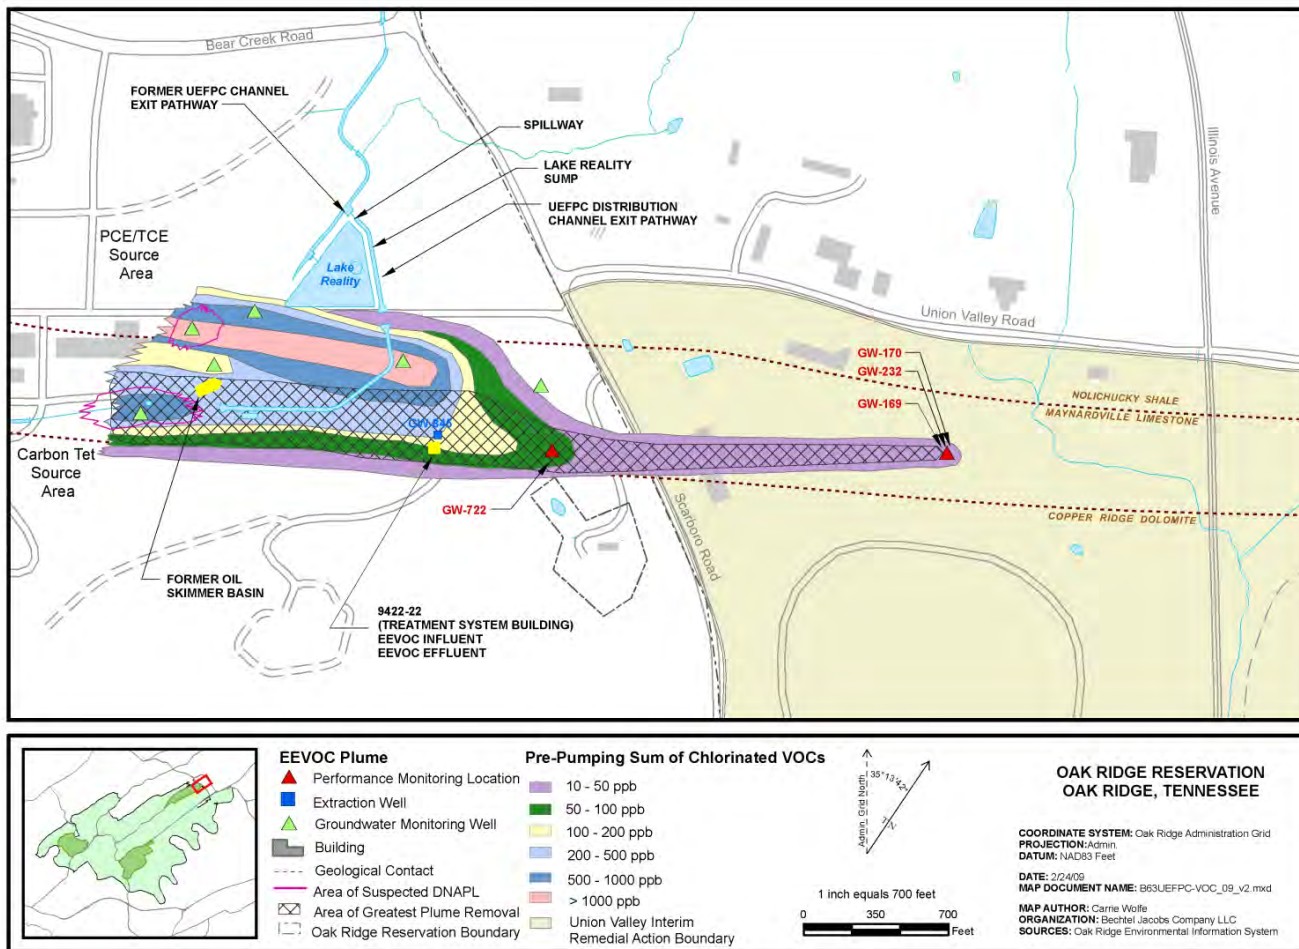 Bear Creek Road
FORMER UEFPC CHANNEL
EXIT PATHWAY
SPILLWAY
LAKE REALITY
SUMP
UEFPC DISTRIBUTION
CHANNEL EXIT PATHWAY
Illinois Avenue
PCE/TCE
Source
Area
Lake
Reality
Union Valley Road
GW-170
GW-232
GW-169
NOLICHUCKY SHALE
MAYNARDVILLE LIMESTONE
GW-845
Carbon Tet
Source
Area
GW-722
Scarboro Road
COPPER RIDGE DOLOMITE
FORMER OIL
SKIMMER BASIN
9422-22
(TREATMENT SYSTEM BUILDING)
EEVOC INFLUENT
EEVOC EFFLUENT
EEVOC Plume
Performance Monitoring Location
Extraction Well
Groundwater Monitoring Well
Building
Geological Contact
Area of Suspected DNAPL
Area of Greatest Plume Removal
Oak Ridge Reservation Boundary
Pre-Pumping Sum of Chlorinated VOCs
10 - 50 ppb
50 - 100 ppb
100 - 200 ppb
200 - 500 ppb
500 - 1000 ppb
> 1000 ppb
Union Valley Interim
Remedial Action Boundary
Admin. Grid North
35°13'42"
T.N.
1 inch equals 700 feet
0 350 700
Feet
OAK RIDGE RESERVATION
OAK RIDGE, TENNESSEE
COORDINATE SYSTEM: Oak Ridge Administration Grid
PROJECTION:Admin.
DATUM: NAD83 Feet
DATE: 2/24/09
MAP DOCUMENT NAME: B63UEFPC-VOC_09_v2.mxd
MAP AUTHOR: Carrie Wolfe
ORGANIZATION: Bechtel Jacobs Company LLC
SOURCES: Oak Ridge Environmental Information System